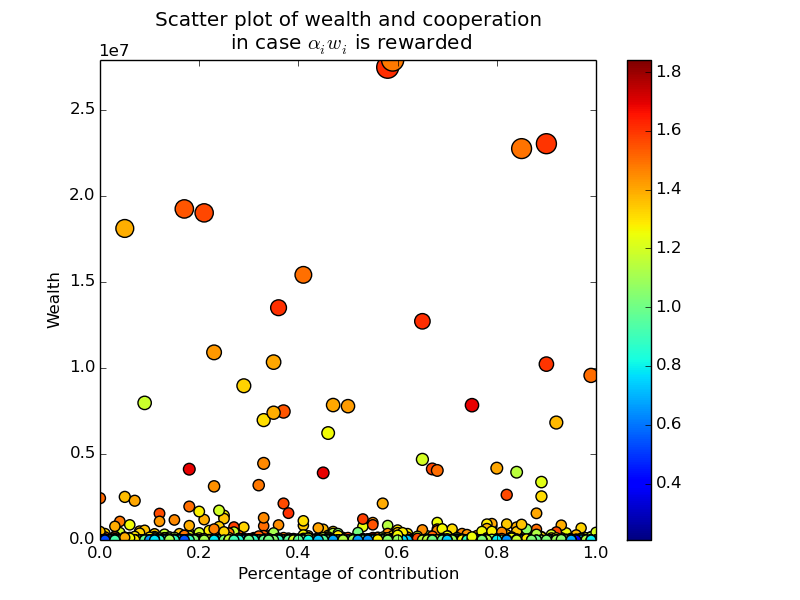 Scatter plot of wealth and cooperation
in case αᵢwᵢ is rewarded
1e7
2.5
2.0
1.5
1.0
0.5
0.0
Wealth
0.0 0.2 0.4 0.6 0.8 1.0
Percentage of contribution
1.8
1.6
1.4
1.2
1.0
0.8
0.6
0.4